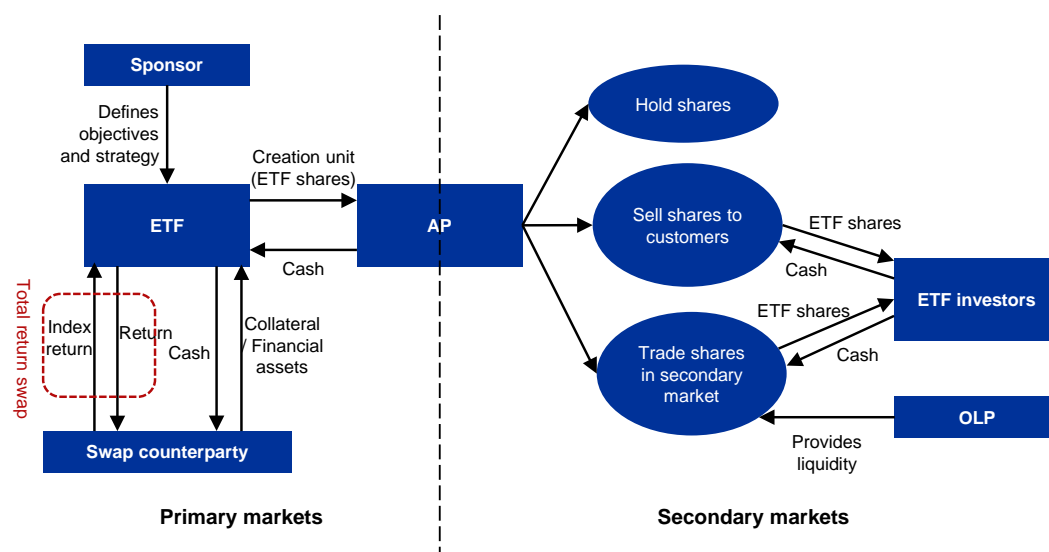 Sponsor
Defines
objectives
and strategy
Creation unit
(ETF shares)
ETF
AP
Cash
Total return swap
Index
return
Return
Cash
Collateral
/ Financial
assets
Swap counterparty
Primary markets
Hold shares
Sell shares to
customers
ETF shares
Cash
ETF investors
ETF shares
Cash
Trade shares
in secondary
market
OLP
Provides
liquidity
Secondary markets